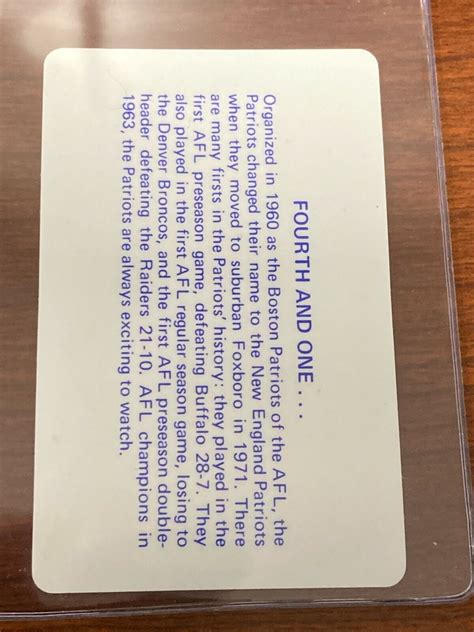 FOURTH AND ONE . . .
Organized in 1960 as the Boston Patriots of the AFL, the
Patriots changed their name to the New England Patriots
when they moved to suburban Foxboro in 1971. There
are many firsts in the Patriots' history: they played in the
first AFL preseason game, defeating Buffalo 28-7. They
also played in the first AFL regular season game, losing to
the Denver Broncos, and the first AFL preseason double-
header defeating the Raiders 21-10. AFL champions in
1963, the Patriots are always exciting to watch.